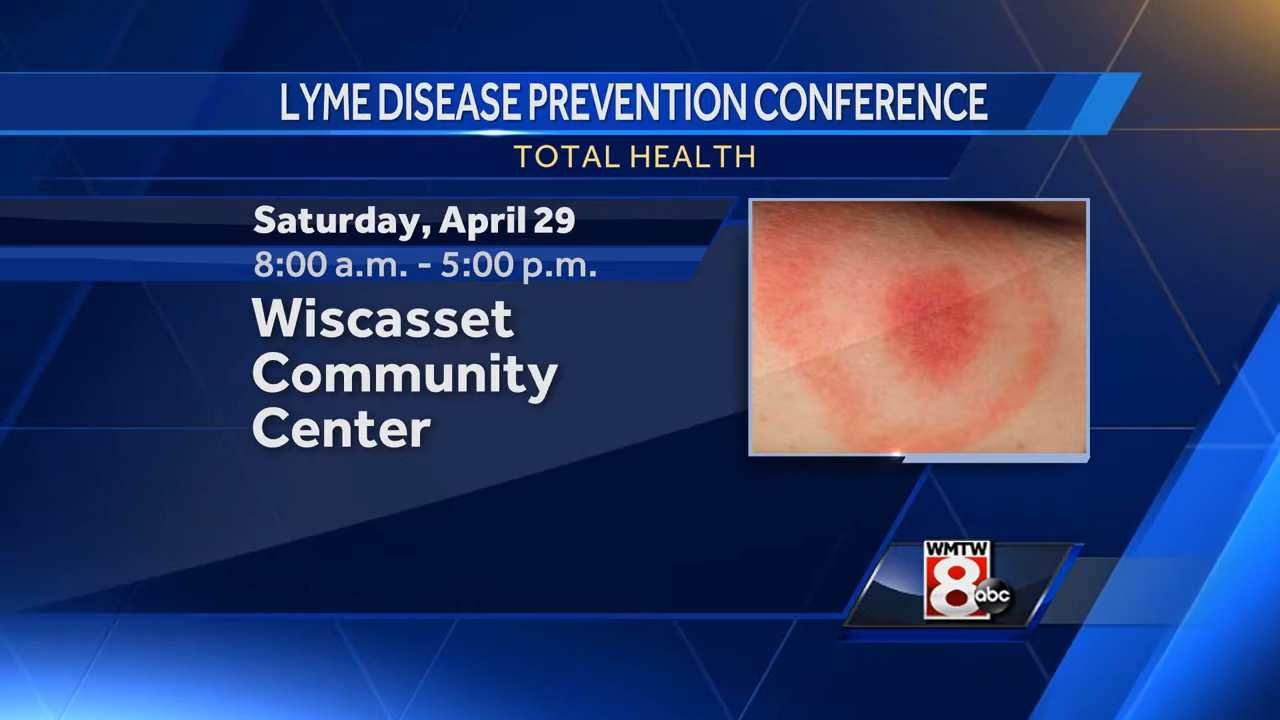 LYME DISEASE PREVENTION CONFERENCE
TOTAL HEALTH
Saturday, April 29
8:00 a.m. - 5:00 p.m.
Wiscasset
Community
Center
WMTW
8
abc